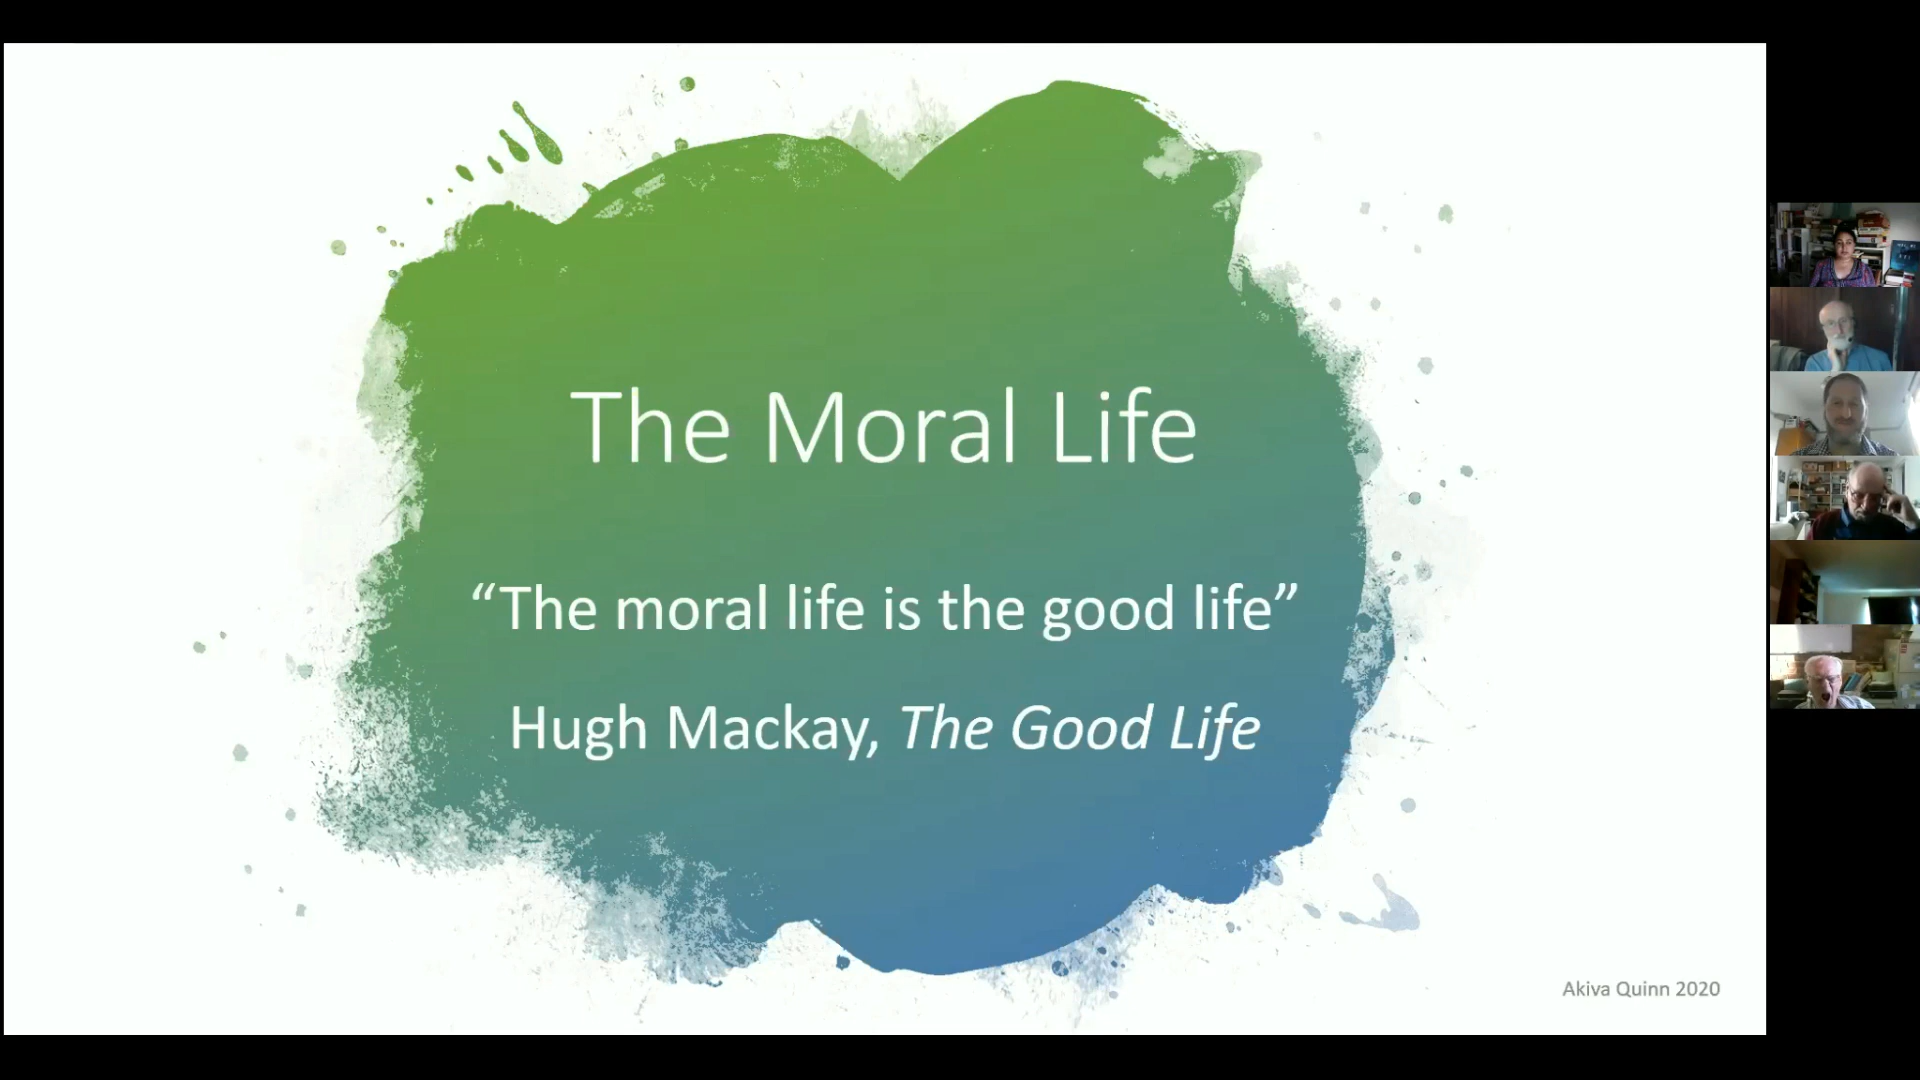 The Moral Life
“The moral life is the good life”
Hugh Mackay, The Good Life
Akiva Quinn 2020